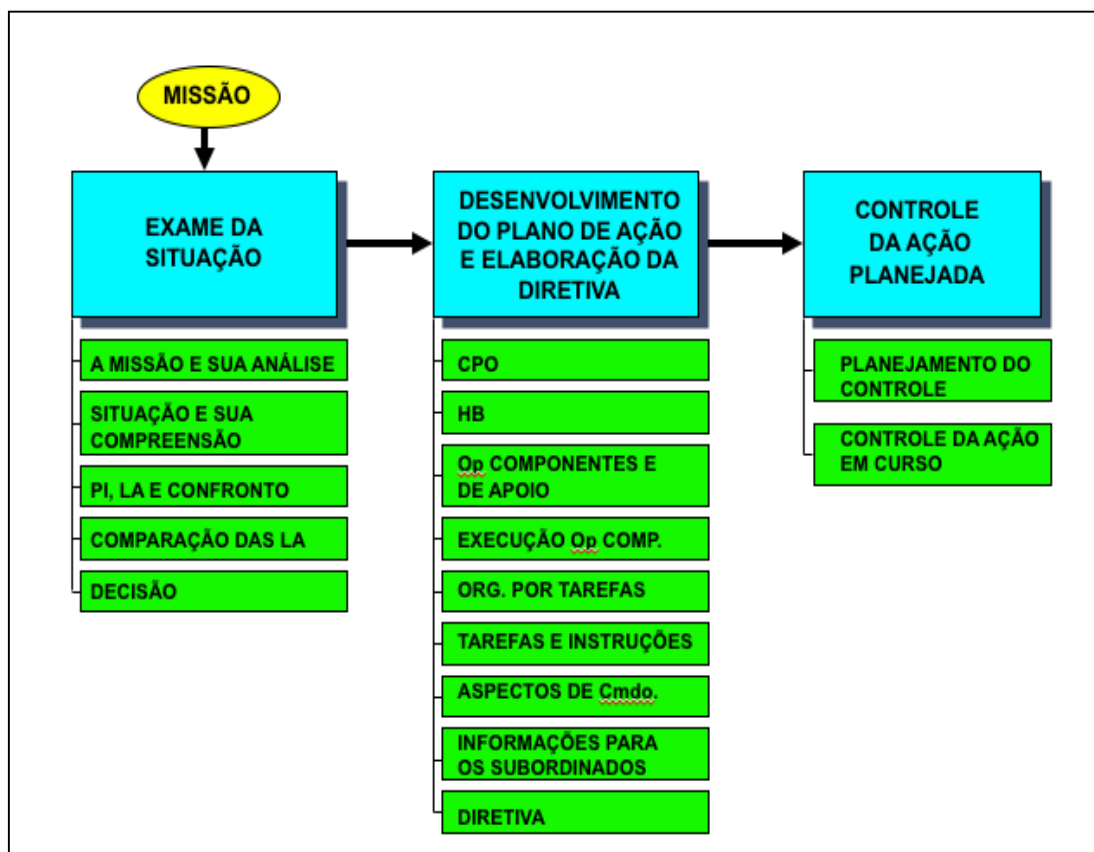 MISSÃO
EXAME DA
SITUAÇÃO
A MISSÃO E SUA ANÁLISE
SITUAÇÃO E SUA
COMPREENSÃO
PI, LA E CONFRONTO
COMPARAÇÃO DAS LA
DECISÃO
DESENVOLVIMENTO
DO PLANO DE AÇÃO
E ELABORAÇÃO DA
DIRETIVA
CPO
HB
Op COMPONENTES E
DE APOIO
EXECUÇÃO Op COMP.
ORG. POR TAREFAS
TAREFAS E INSTRUÇÕES
ASPECTOS DE Cmdo.
INFORMAÇÕES PARA
OS SUBORDINADOS
DIRETIVA
CONTROLE
DA AÇÃO
PLANEJADA
PLANEJAMENTO DO
CONTROLE
CONTROLE DA AÇÃO
EM CURSO